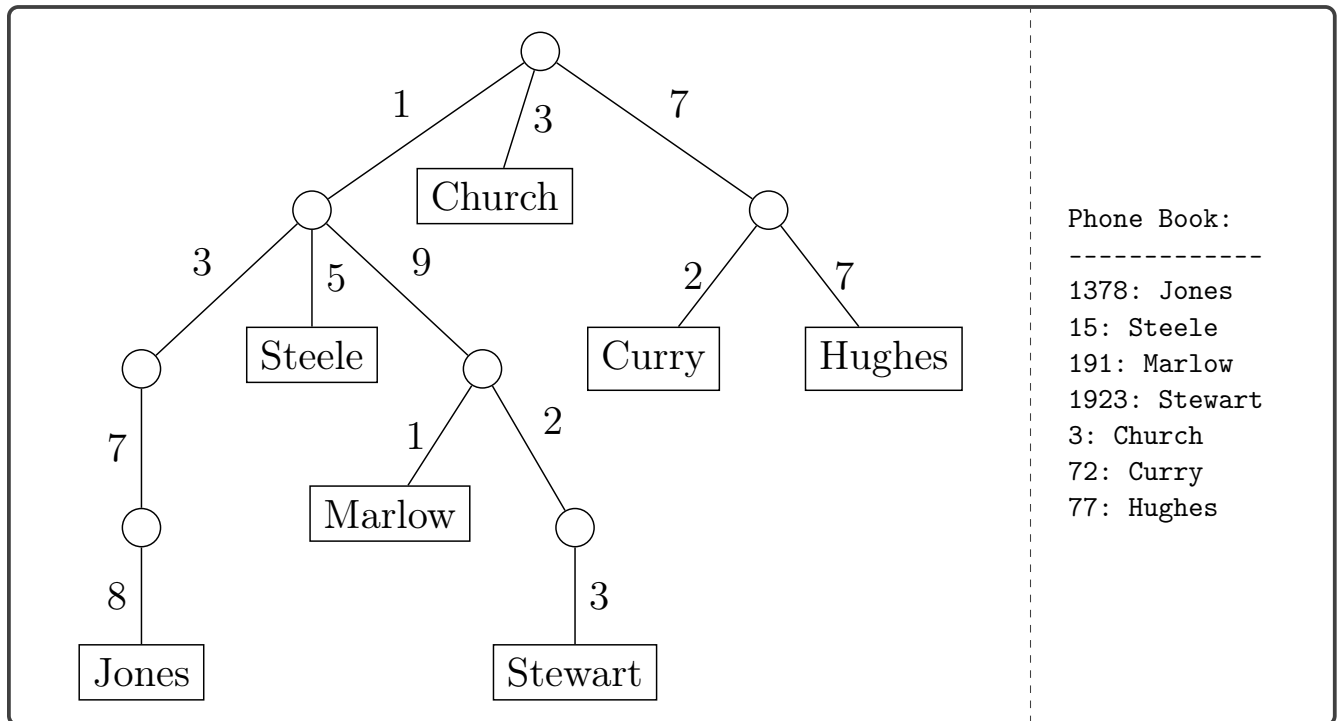 1
3
7
Church
3
5
9
2
7
Steele
Curry
Hughes
7
1
2
Marlow
8
3
Jones
Stewart
Phone Book:
-------------
1378: Jones
15: Steele
191: Marlow
1923: Stewart
3: Church
72: Curry
77: Hughes